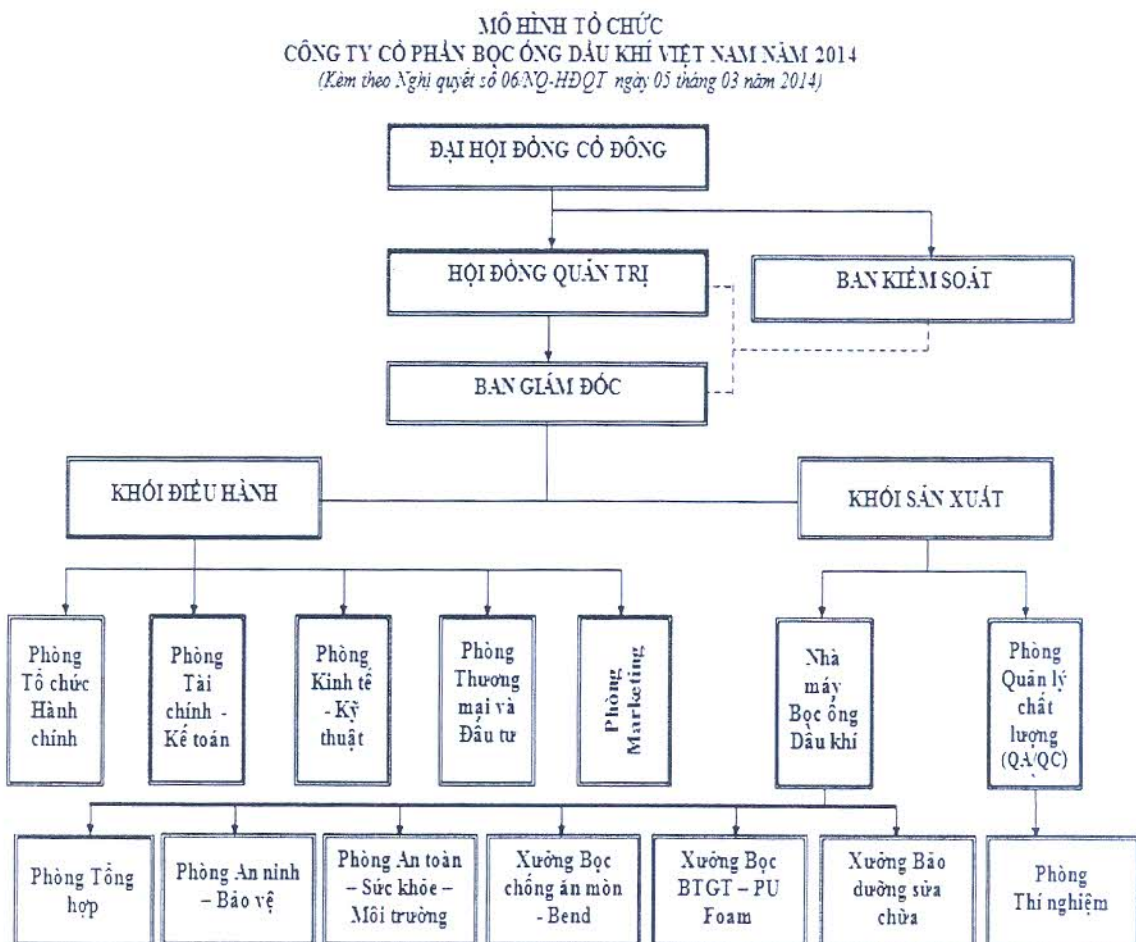 MÔ HÌNH TỔ CHỨC
CÔNG TY CỔ PHẦN BỌC ỐNG DẦU KHÍ VIỆT NAM NĂM 2014
(Kèm theo Nghị quyết số 06/NQ-HĐQT ngày 05 tháng 03 năm 2014)
ĐẠI HỘI ĐỒNG CỔ ĐÔNG
HỘI ĐỒNG QUẢN TRỊ
BAN KIỂM SOÁT
BAN GIÁM ĐỐC
KHỐI ĐIỀU HÀNH
KHỐI SẢN XUẤT
Phòng
Tổ chức
Hành
chính
Phòng
Tài
chính -
Kế toán
Phòng
Kinh tế
- Kỹ
thuật
Phòng
Thương
mại và
Đầu tư
Phòng
Marketing
Nhà
máy
Bọc ống
Dầu khí
Phòng
Quản lý
chất
lượng
(QA/QC)
Phòng Tổng
hợp
Phòng An ninh
– Bảo vệ
Phòng An toàn
– Sức khỏe –
Môi trường
Xưởng Bọc
chống ăn mòn
- Bend
Xưởng Bọc
BTGT – PU
Foam
Xưởng Bảo
dưỡng sửa
chữa
Phòng
Thí nghiệm